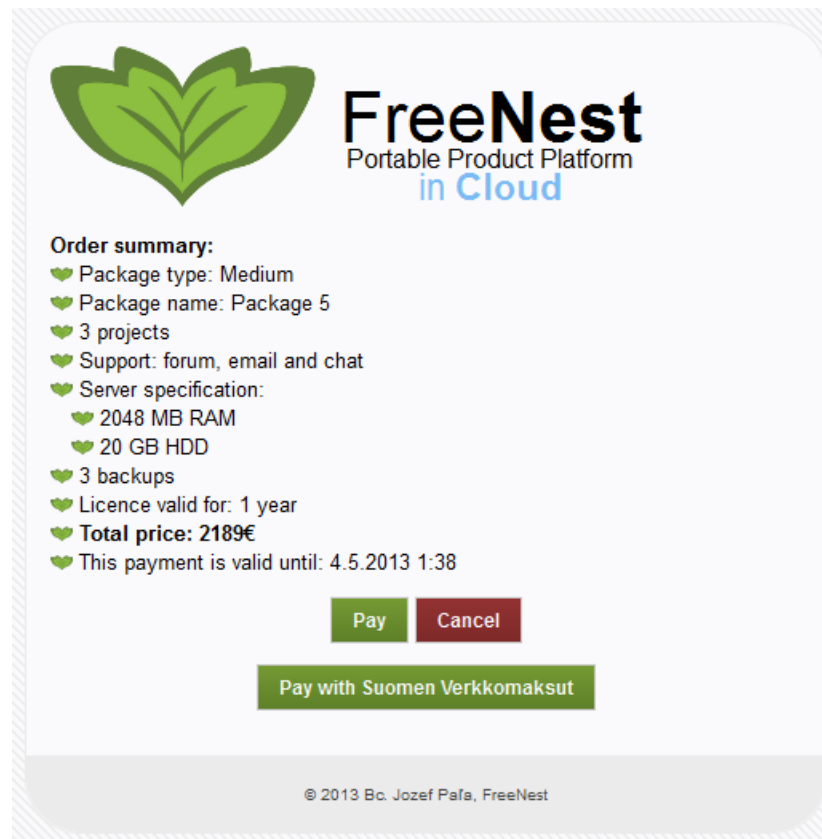 FreeNest
Portable Product Platform
in Cloud
Order summary:
Package type: Medium
Package name: Package 5
3 projects
Support: forum, email and chat
Server specification:
2048 MB RAM
20 GB HDD
3 backups
Licence valid for: 1 year
Total price: 2189€
This payment is valid until: 4.5.2013 1:38
Pay Cancel
Pay with Suomen Verkkomaksut
© 2013 Bc. Jozef Paľa, FreeNest